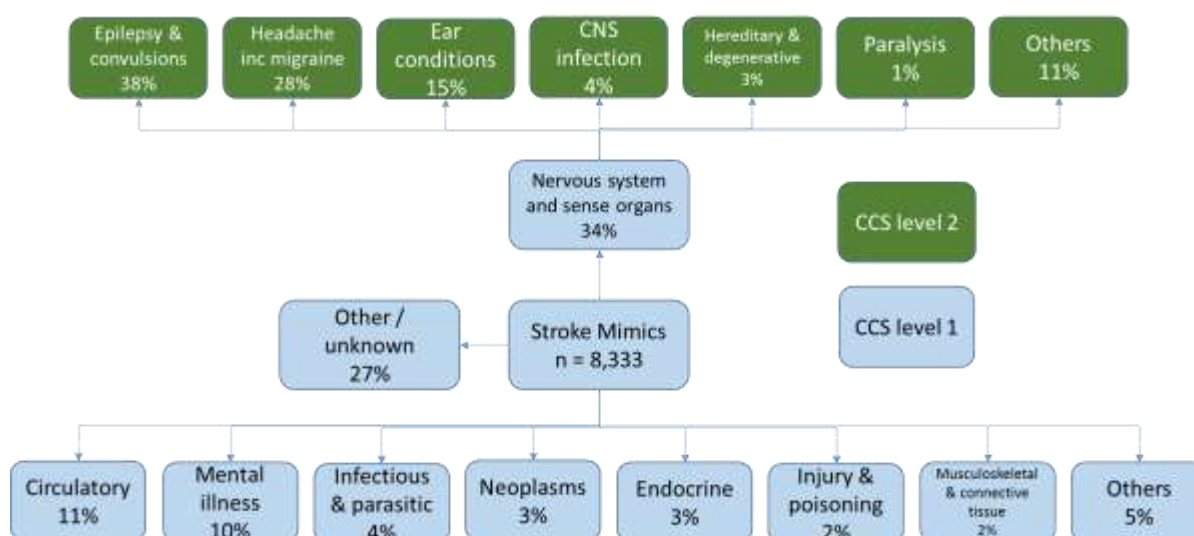 Epilepsy &
convulsions
38%
Headache
inc migraine
28%
Ear
conditions
15%
CNS
infection
4%
Hereditary &
degenerative
3%
Paralysis
1%
Others
11%
Nervous system
and sense organs
34%
CCS level 2
Other /
unknown
27%
Stroke Mimics
n = 8,333
CCS level 1
Circulatory
11%
Mental
illness
10%
Infectious
& parasitic
4%
Neoplasms
3%
Endocrine
3%
Injury &
poisoning
2%
Musculoskeletal
& connective
tissue
2%
Others
5%